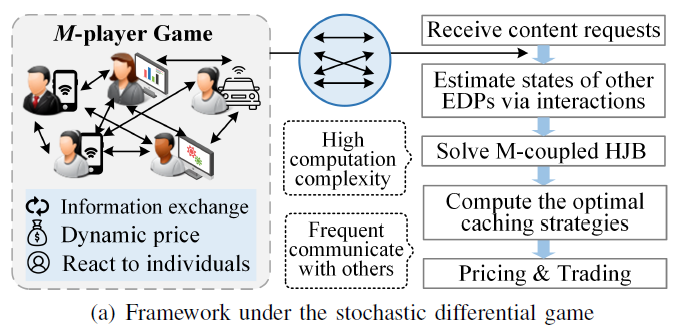 M-player Game
Information exchange
Dynamic price
React to individuals
High
computation
complexity
Frequent
communicate
with others
Receive content requests
Estimate states of other
EDPs via interactions
Solve M-coupled HJB
Compute the optimal
caching strategies
Pricing & Trading
(a) Framework under the stochastic differential game